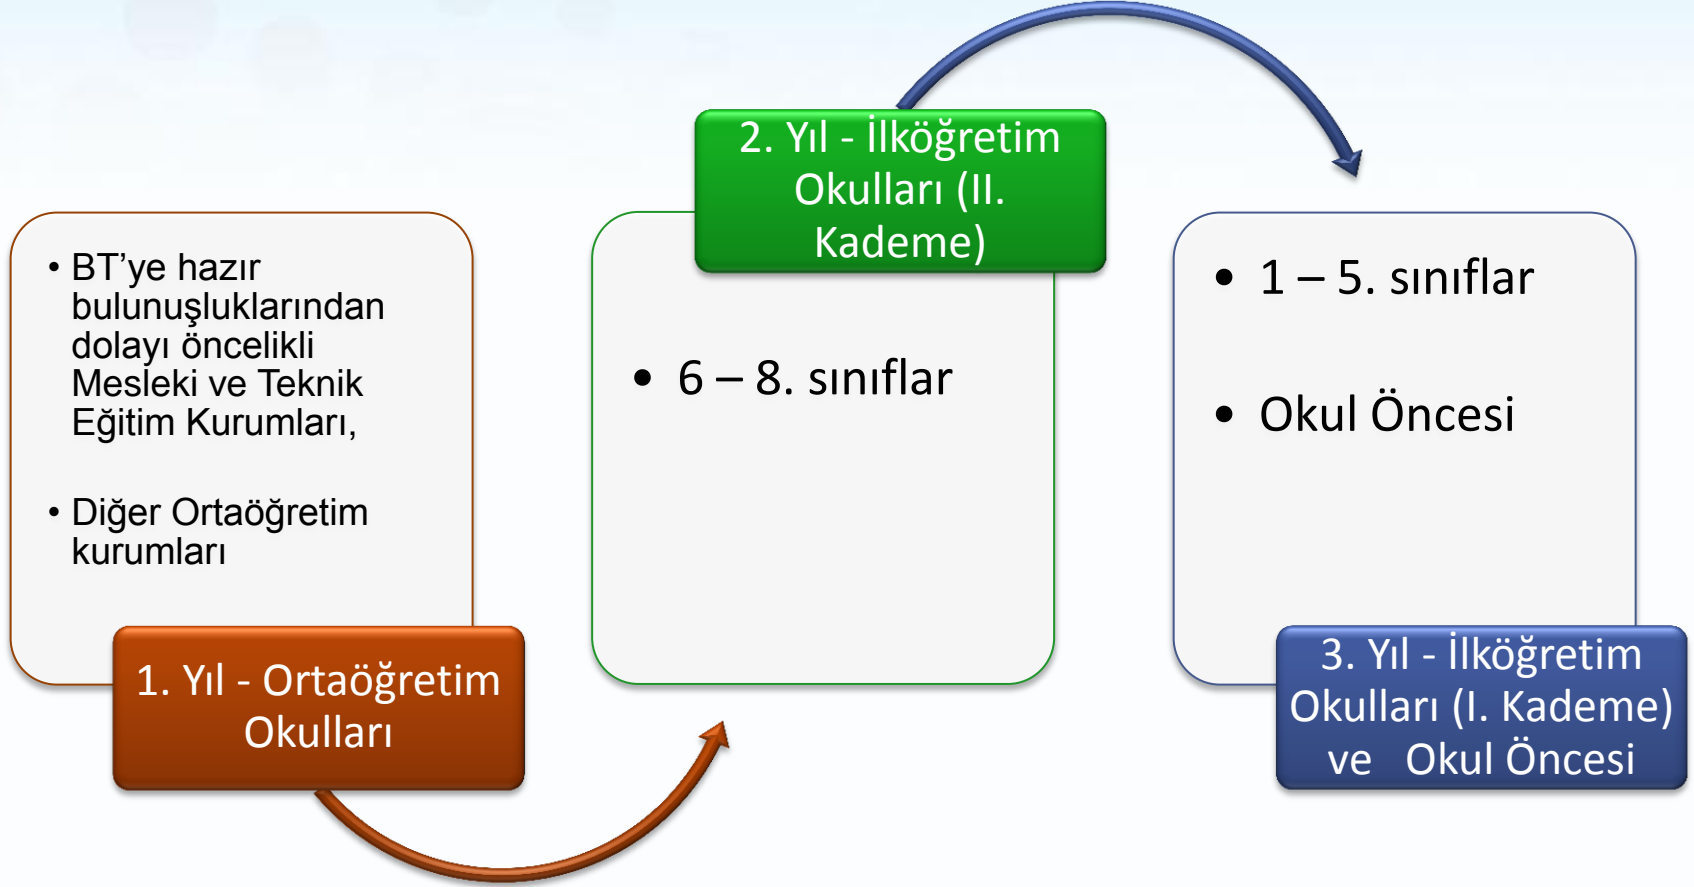 • BT’ye hazır
bulunuşluklarından
dolayı öncelikli
Mesleki ve Teknik
Eğitim Kurumları,
• Diğer Ortaöğretim
kurumları
1. Yıl - Ortaöğretim
Okulları
2. Yıl - İlköğretim
Okulları (II.
Kademe)
• 6 – 8. sınıflar
• 1 – 5. sınıflar
• Okul Öncesi
3. Yıl - İlköğretim
Okulları (I. Kademe)
ve Okul Öncesi